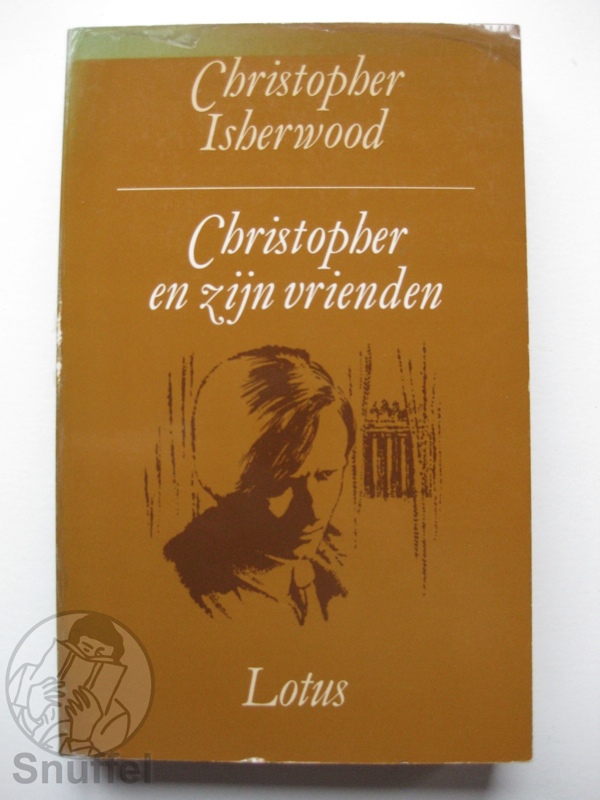 Christopher
Isherwood
Christopher
en zijn vrienden
Lotus
Snuffel